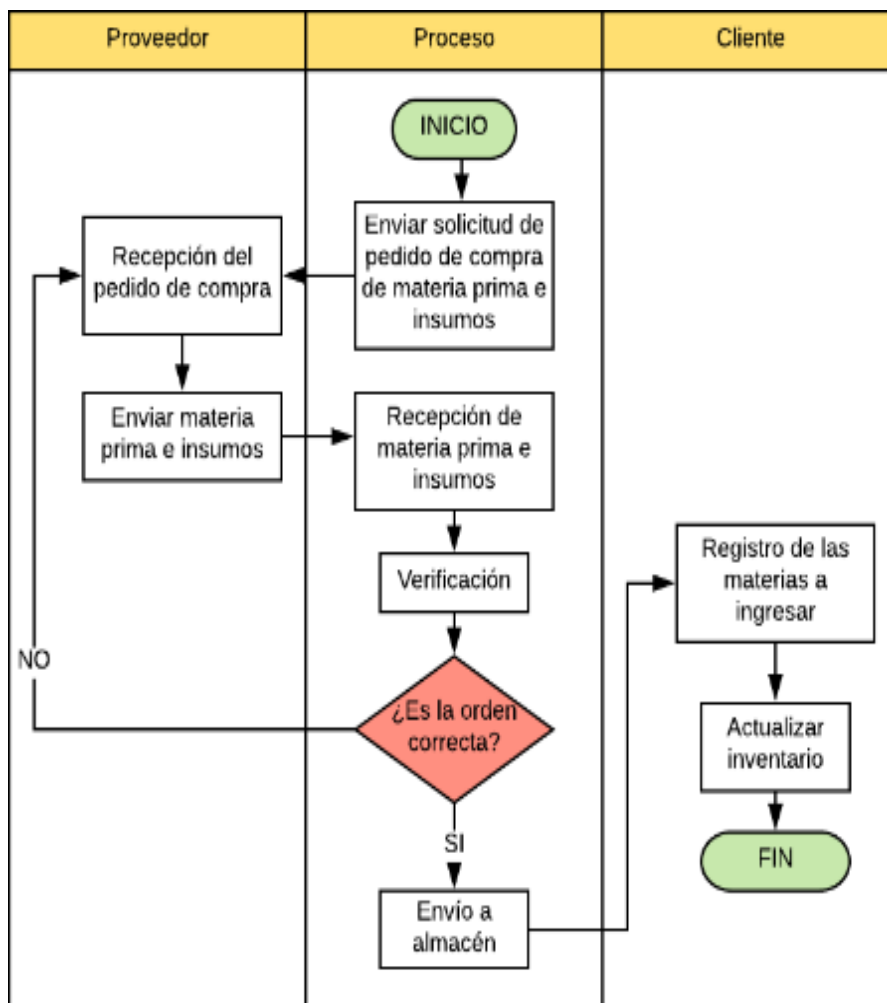 Proveedor
Proceso
Cliente
INICIO
Enviar solicitud de
pedido de compra
de materia prima e
insumos
Recepción del
pedido de compra
Enviar materia
prima e insumos
Recepción de
materia prima e
insumos
Verificación
¿Es la orden
correcta?
NO
SI
Envío a
almacén
Registro de las
materias a
ingresar
Actualizar
inventario
FIN